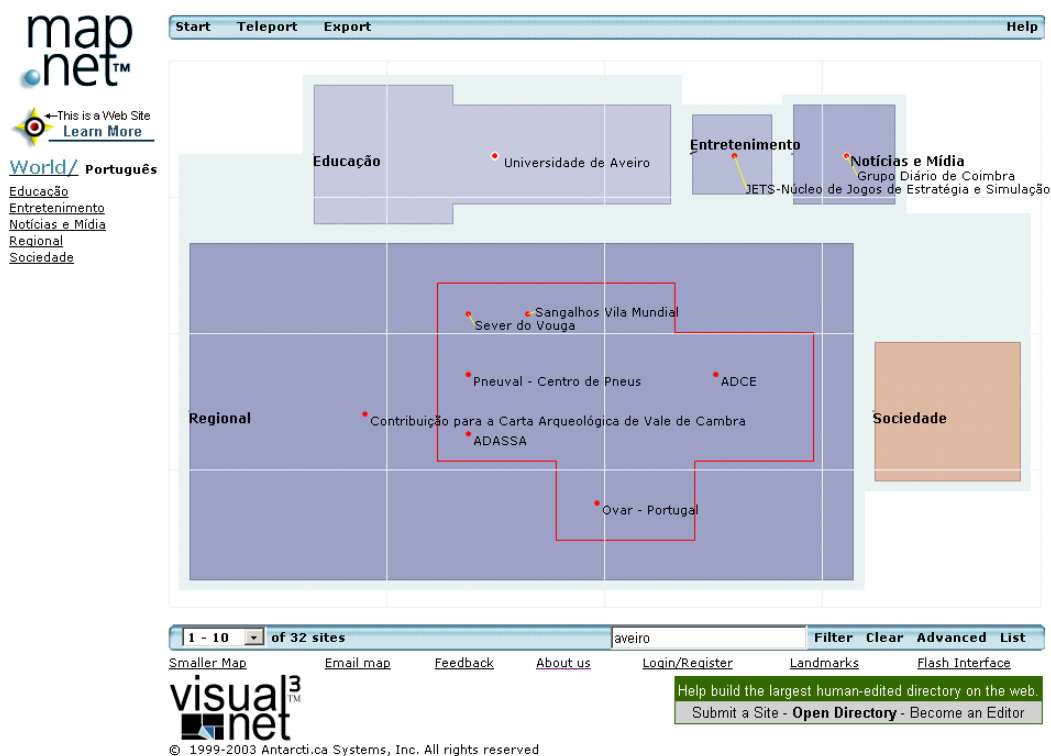 map
.net™
←This is a Web Site
Learn More
World/ Português
Educação
Entretenimento
Notícias e Mídia
Regional
Sociedade
Start Teleport Export Help
Educação
Universidade de Aveiro
Entretenimento
JETS-Núcleo de Jogos de Estratégia e Simulação
Notícias e Mídia
Grupo Diário de Coimbra
Sangalhos Vila Mundial
Sever do Vouga
Pneuval - Centro de Pneus
ADCE
Regional
Contribuição para a Carta Arqueológica de Vale de Cambra
ADASSA
Sociedade
Ovar - Portugal
1 - 10 of 32 sites aveiro Filter Clear Advanced List
Smaller Map Email map Feedback About us Login/Register Landmarks Flash Interface
visual3™
net
Help build the largest human-edited directory on the web.
Submit a Site - Open Directory - Become an Editor
© 1999-2003 Antarcti.ca Systems, Inc. All rights reserved